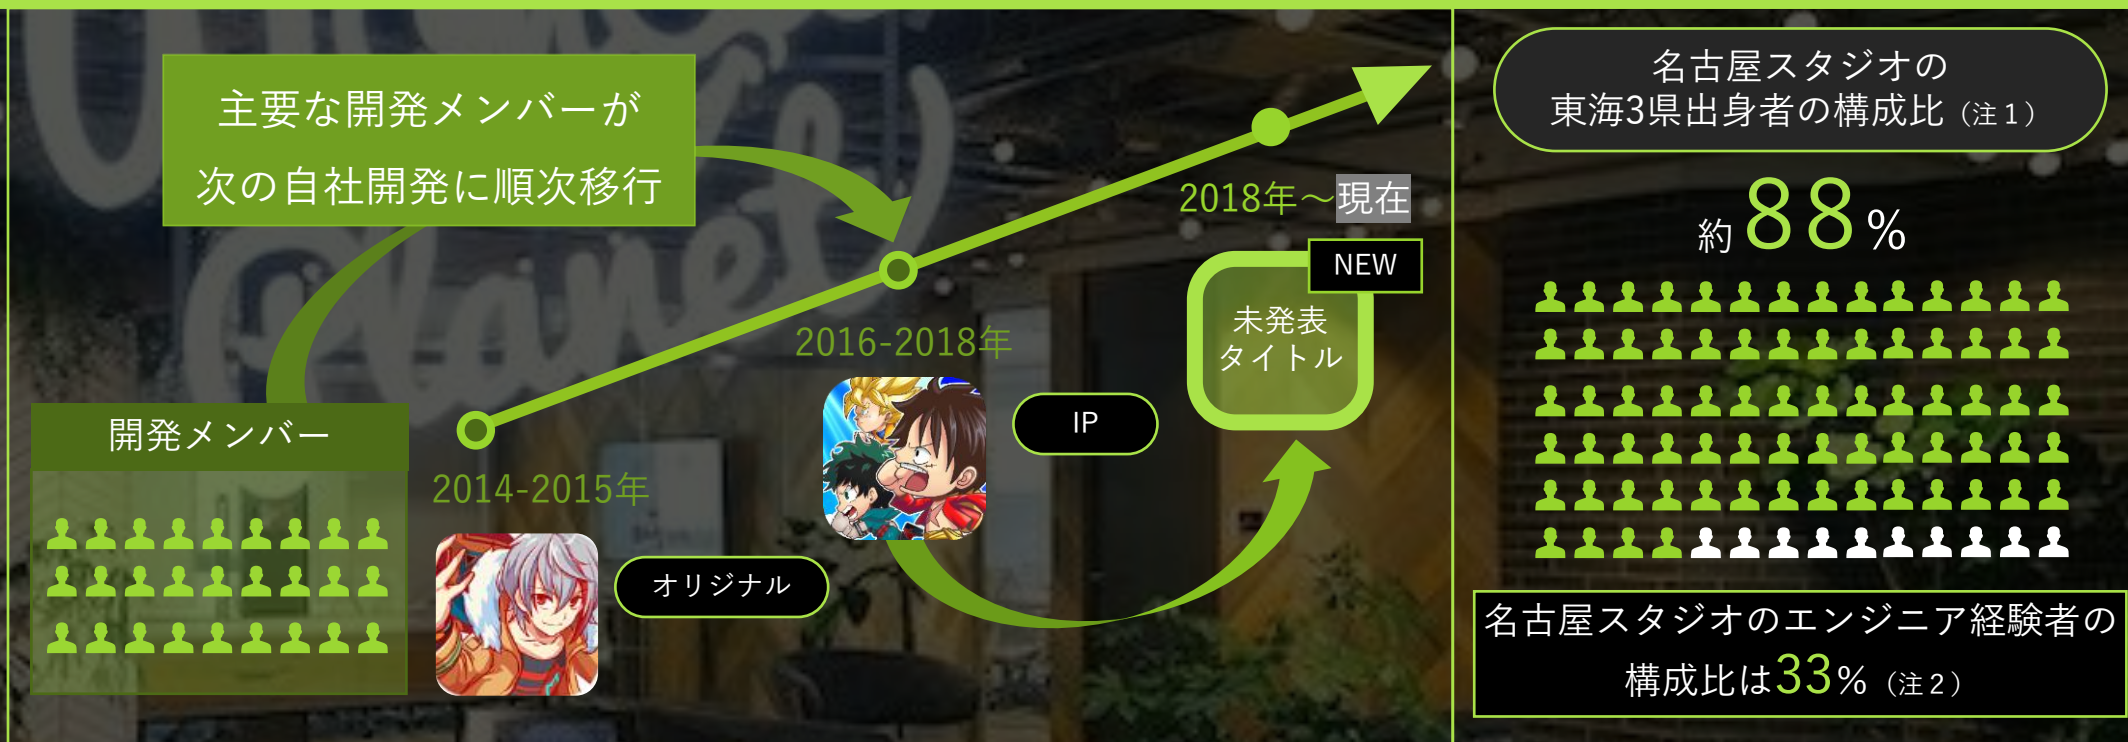 主要な開発メンバーが
次の自社開発に順次移行
開発メンバー
2014-2015年
オリジナル
2016-2018年
IP
2018年～現在
NEW
未発表
タイトル
名古屋スタジオの
東海3県出身者の構成比（注１）
約88%
名古屋スタジオのエンジニア経験者の
構成比は33%（注２）
Planet